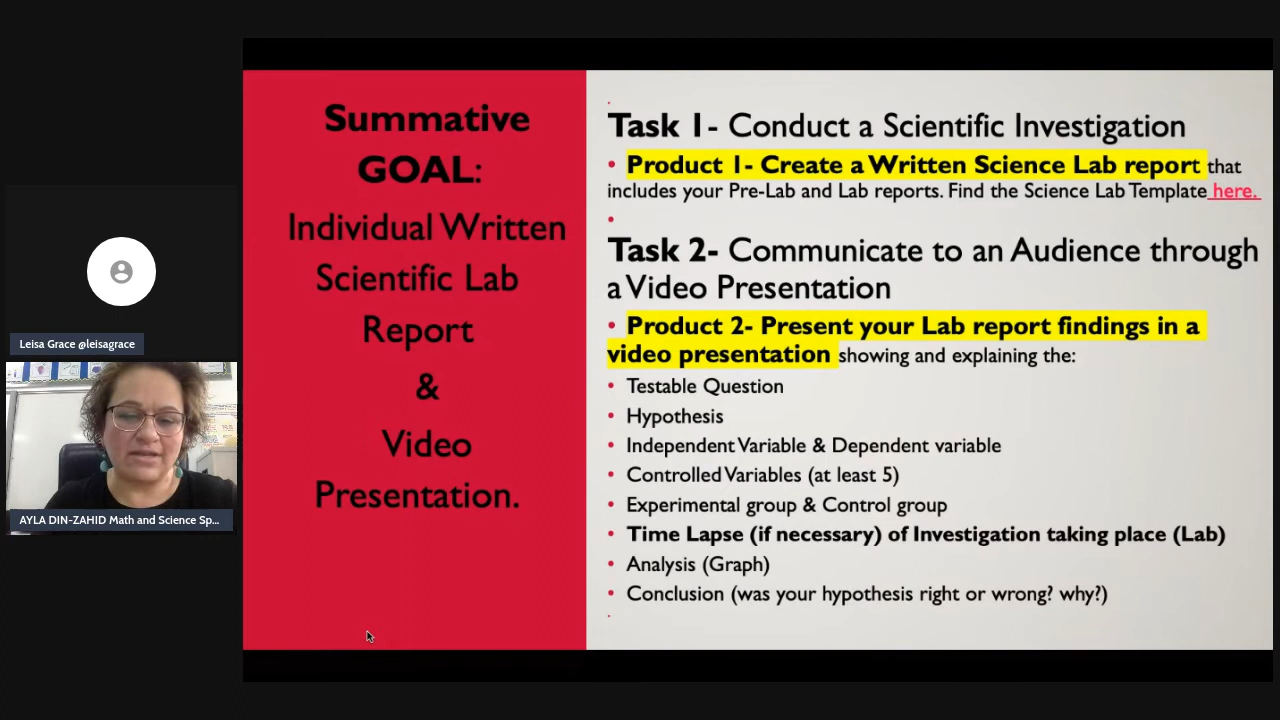 Summative
GOAL:
Individual Written
Scientific Lab
Report
&
Video
Presentation.
Task 1- Conduct a Scientific Investigation
• Product 1- Create a Written Science Lab report that
includes your Pre-Lab and Lab reports. Find the Science Lab Template here.
Task 2- Communicate to an Audience through
a Video Presentation
• Product 2- Present your Lab report findings in a
video presentation showing and explaining the:
• Testable Question
• Hypothesis
• Independent Variable & Dependent variable
• Controlled Variables (at least 5)
• Experimental group & Control group
• Time Lapse (if necessary) of Investigation taking place (Lab)
• Analysis (Graph)
• Conclusion (was your hypothesis right or wrong? why?)
Leisa Grace @leisagrace
AYLA DIN-ZAHID Math and Science Sp...